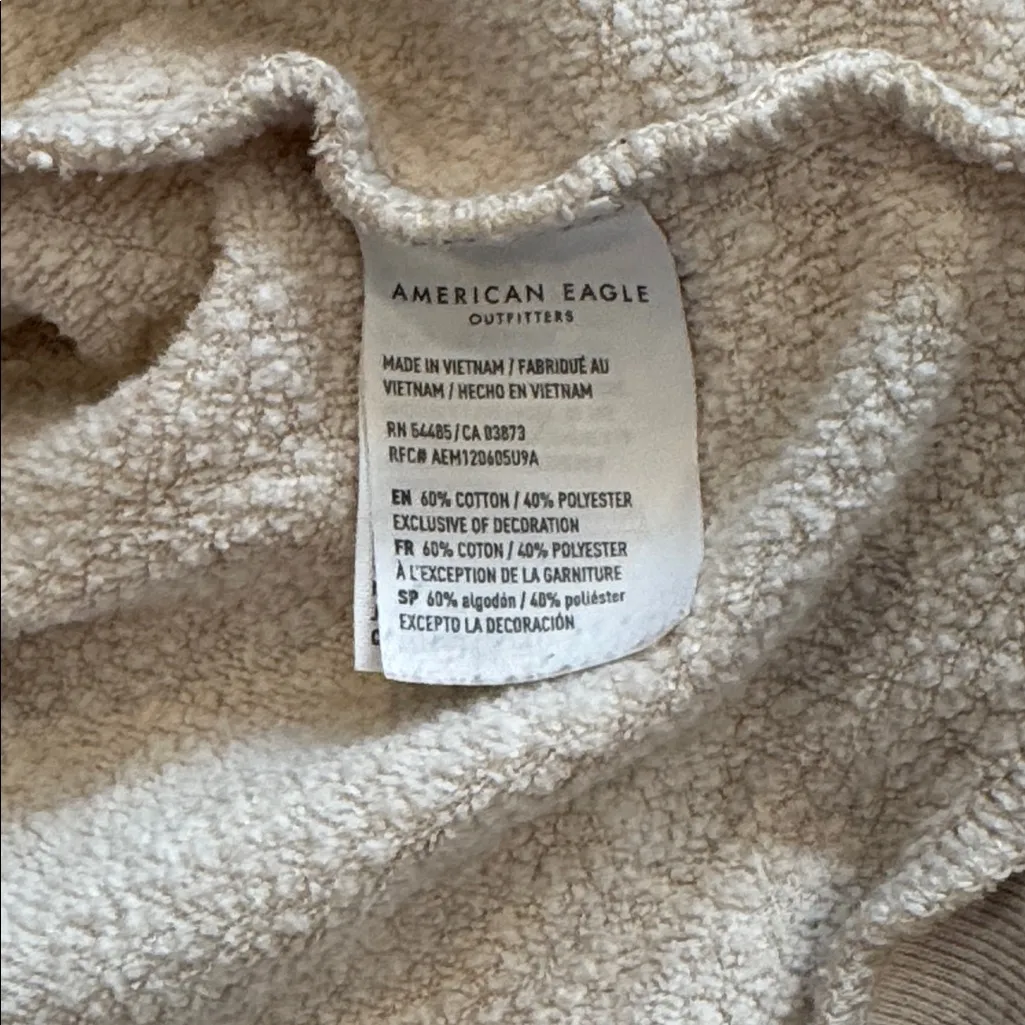 AMERICAN EAGLE
OUTFITTERS
MADE IN VIETNAM / FABRIQUÉ AU
VIETNAM / HECHO EN VIETNAM
RN 54485 / CA 03873
RFC# AEM120605U9A
EN 60% COTTON / 40% POLYESTER
EXCLUSIVE OF DECORATION
FR 60% COTON / 40% POLYESTER
À L'EXCEPTION DE LA GARNITURE
SP 60% algodón / 40% poliéster
EXCEPTO LA DECORACIÓN